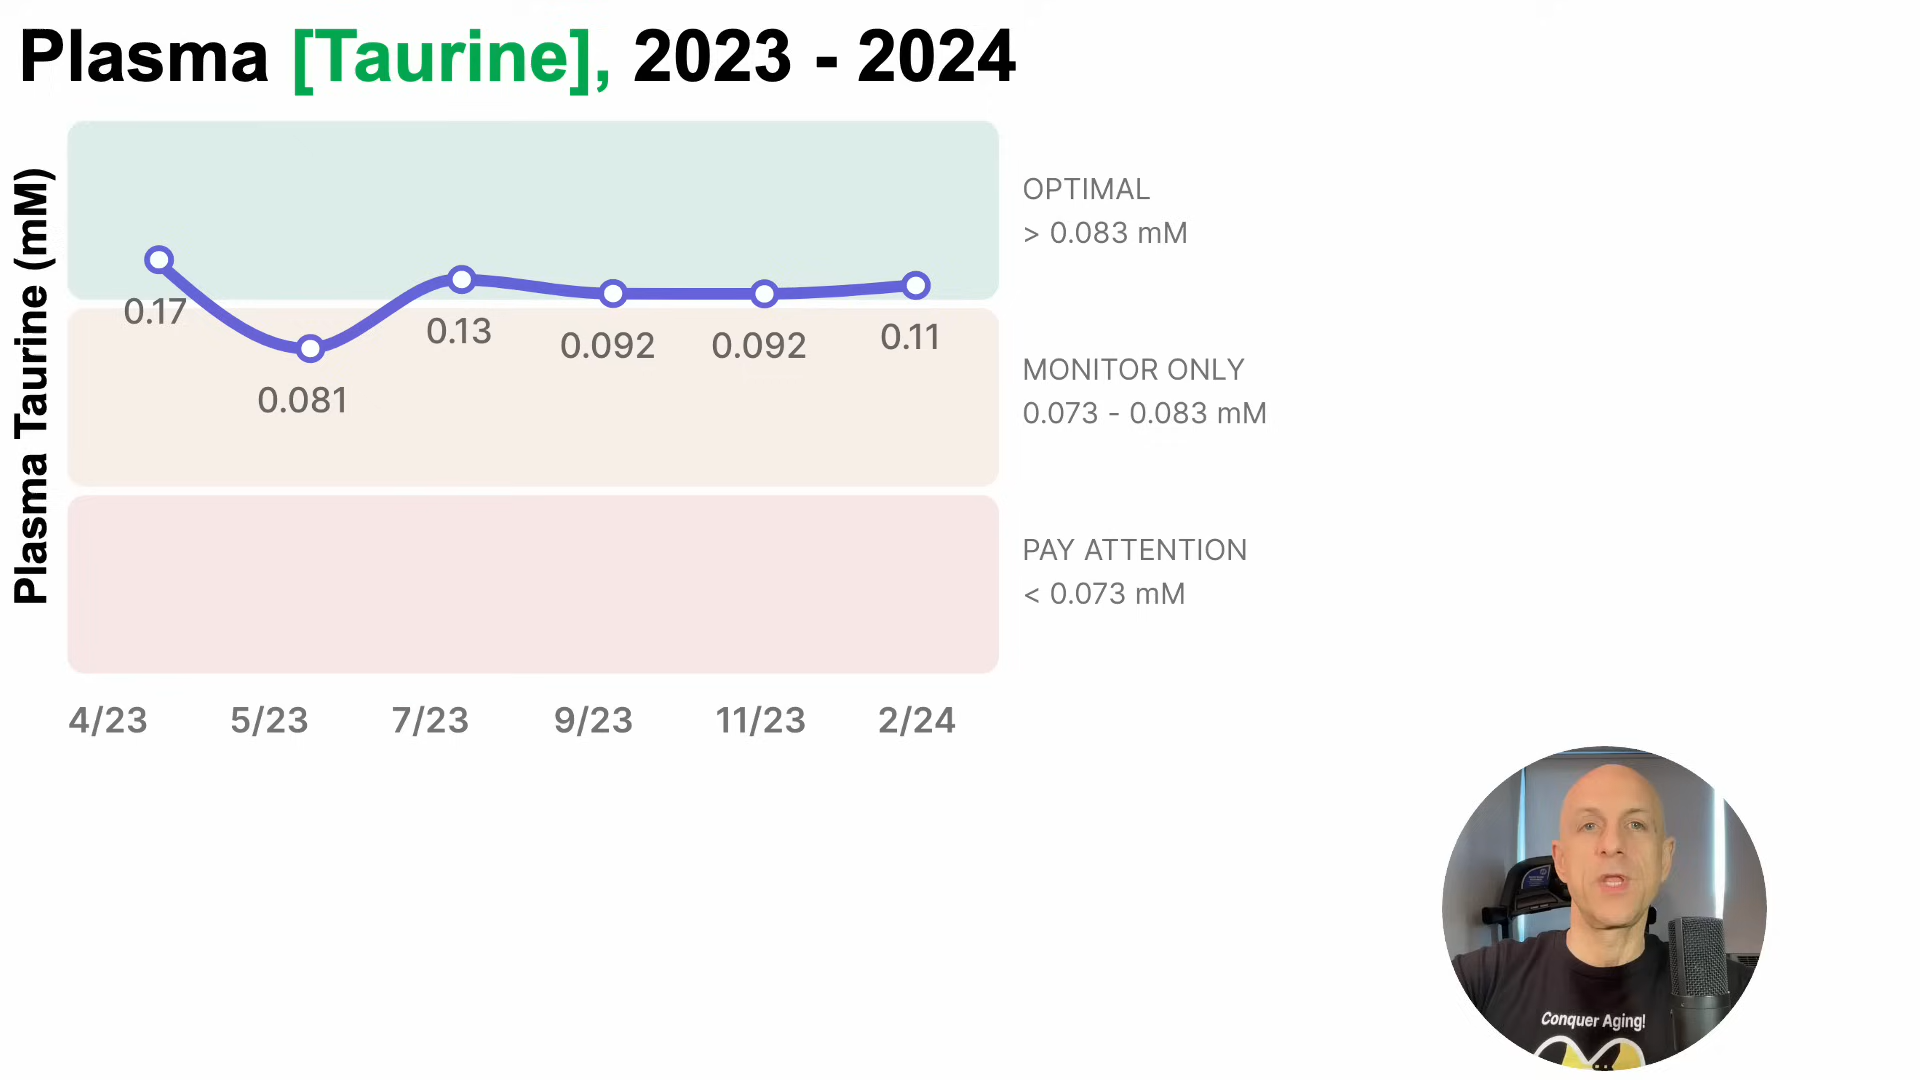 Plasma [Taurine], 2023 - 2024
Plasma Taurine (mM)
OPTIMAL
> 0.083 mM
0.17
0.081
0.13
0.092
0.092
0.11
MONITOR ONLY
0.073 - 0.083 mM
PAY ATTENTION
< 0.073 mM
4/23 5/23 7/23 9/23 11/23 2/24
Conquer Aging!